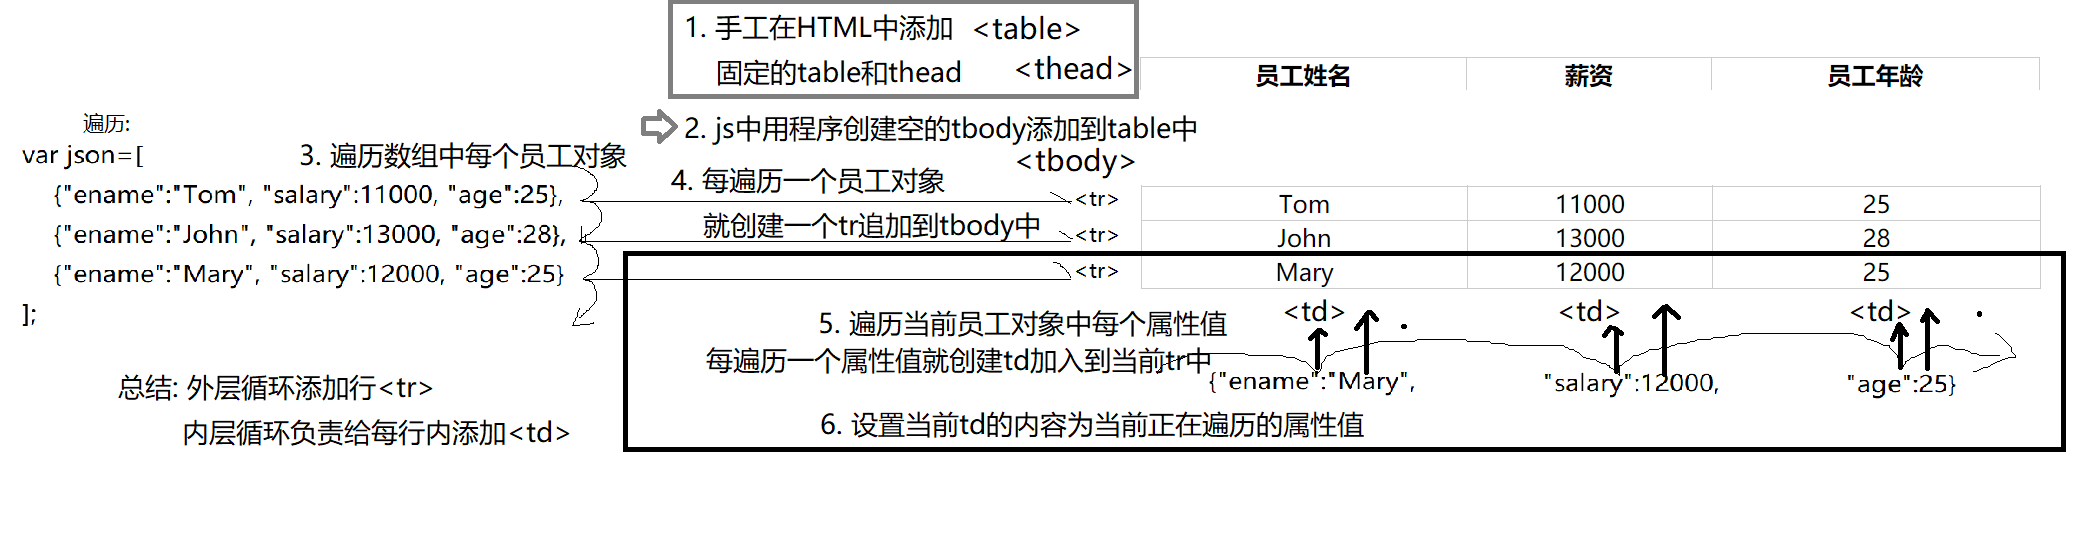 1. 手工在HTML中添加 <table>
固定的table和thead <thead>
员工姓名 薪资 员工年龄
2. js中用程序创建空的tbody添加到table中
<tbody>
遍历:
var json=[
{"ename":"Tom", "salary":11000, "age":25},
{"ename":"John", "salary":13000, "age":28},
{"ename":"Mary", "salary":12000, "age":25}
];
3. 遍历数组中每个员工对象
4. 每遍历一个员工对象
就创建一个tr追加到tbody中
<tr> Tom 11000 25
<tr> John 13000 28
<tr> Mary 12000 25
<td> <td> <td>
5. 遍历当前员工对象中每个属性值
每遍历一个属性值就创建td加入到当前tr中
{"ename":"Mary", "salary":12000, "age":25}
6. 设置当前td的内容为当前正在遍历的属性值
总结: 外层循环添加行<tr>
内层循环负责给每行内添加<td>